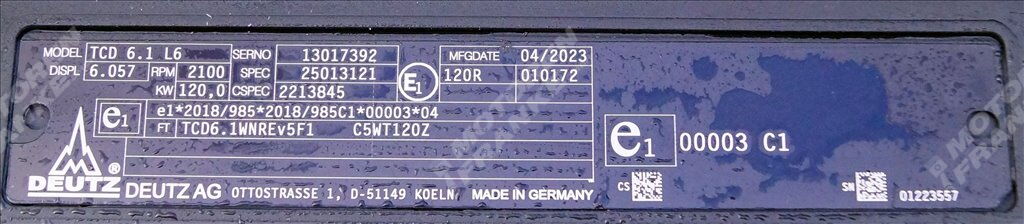 MODEL TCD 6.1 L6 SERNO 13017392 MFGDATE 04/2023
DISPL 6.057 RPM 2100 SPEC 25013121 E1 120R 010172
KW 120,0 CSPEC 2213845
e1 e1*2018/985*2018/985C1*00003*04
FT TCD6.1WNREv5F1 C5WT120Z
e1 00003 C1
DEUTZ ® DEUTZ AG OTTOSTRASSE 1, D-51149 KOELN/ MADE IN GERMANY
CS SN 01223557